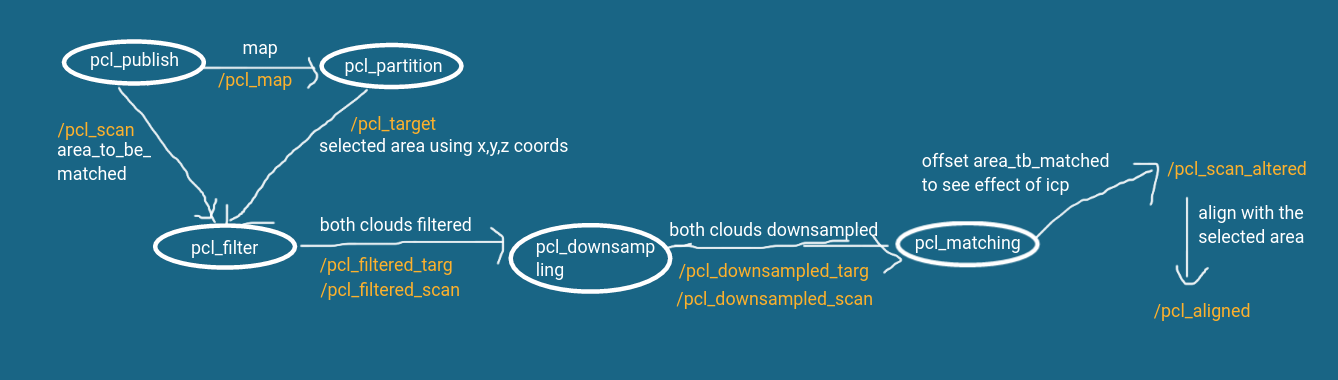 pcl_publish
map
/pcl_map
pcl_partition
/pcl_scan
area_to_be_
matched
/pcl_target
selected area using x,y,z coords
pcl_filter
both clouds filtered
/pcl_filtered_targ
/pcl_filtered_scan
pcl_downsamp
ling
both clouds downsampled
/pcl_downsampled_targ
/pcl_downsampled_scan
pcl_matching
offset area_tb_matched
to see effect of icp
/pcl_scan_altered
align with the
selected area
/pcl_aligned